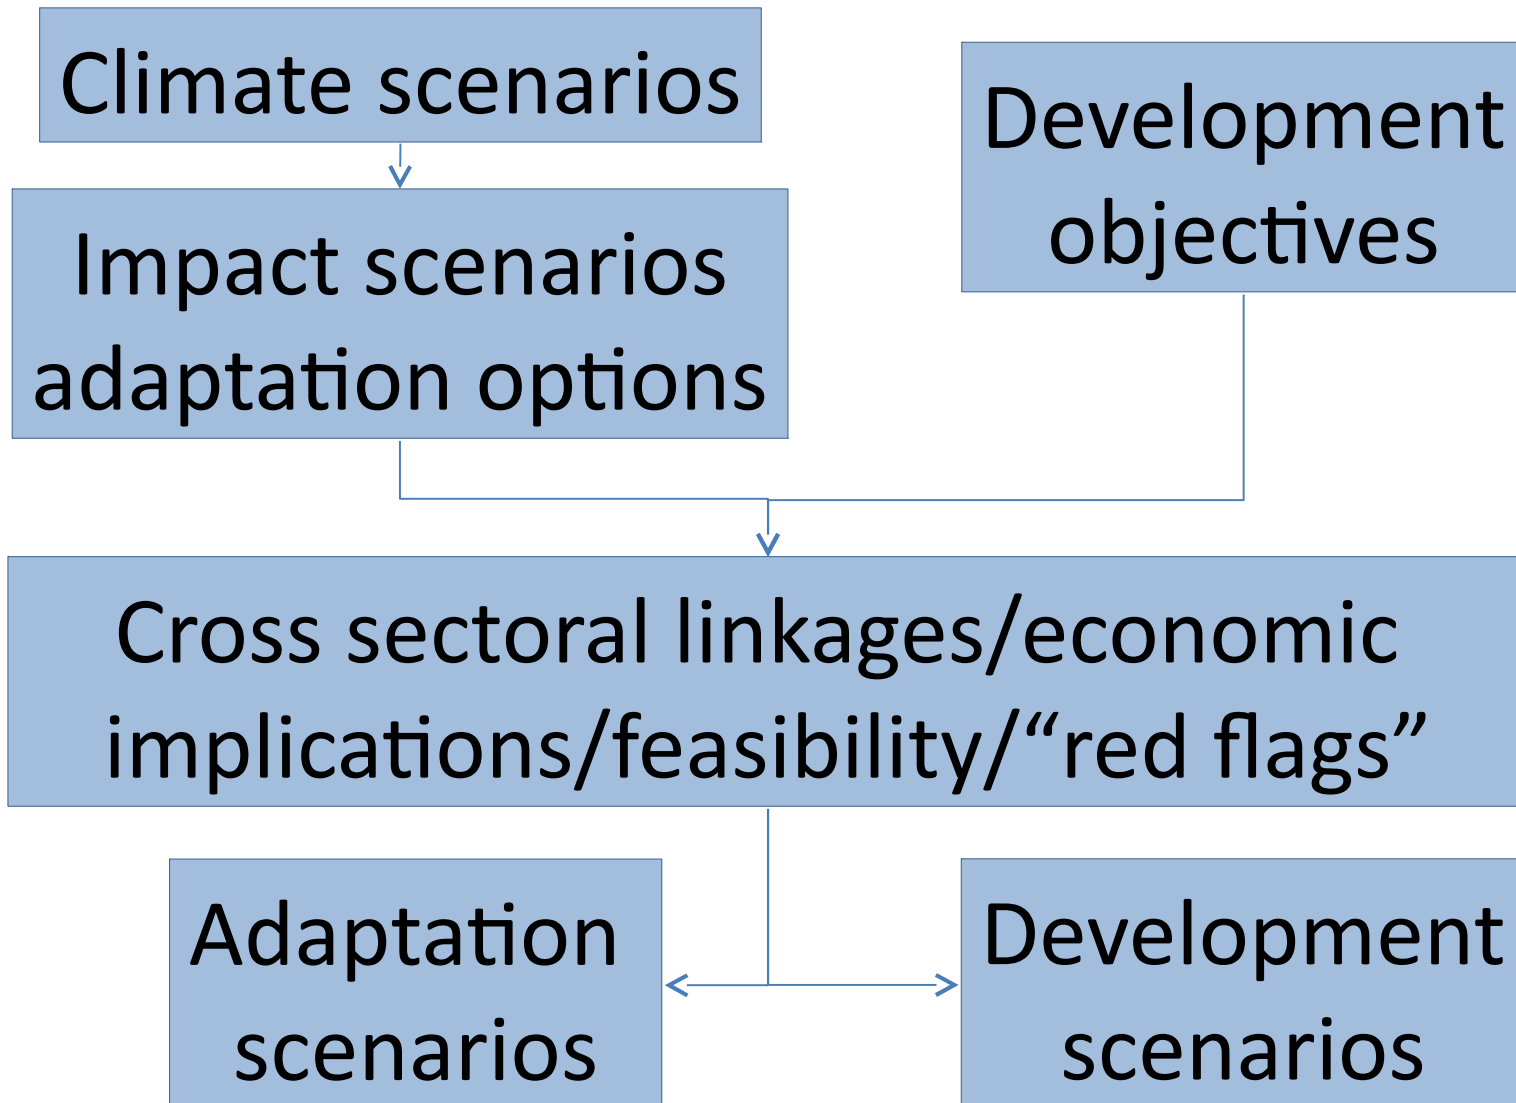 Climate scenarios
Development
objectives
Impact scenarios
adaptation options
Cross sectoral linkages/economic
implications/feasibility/“red flags”
Adaptation
scenarios
Development
scenarios